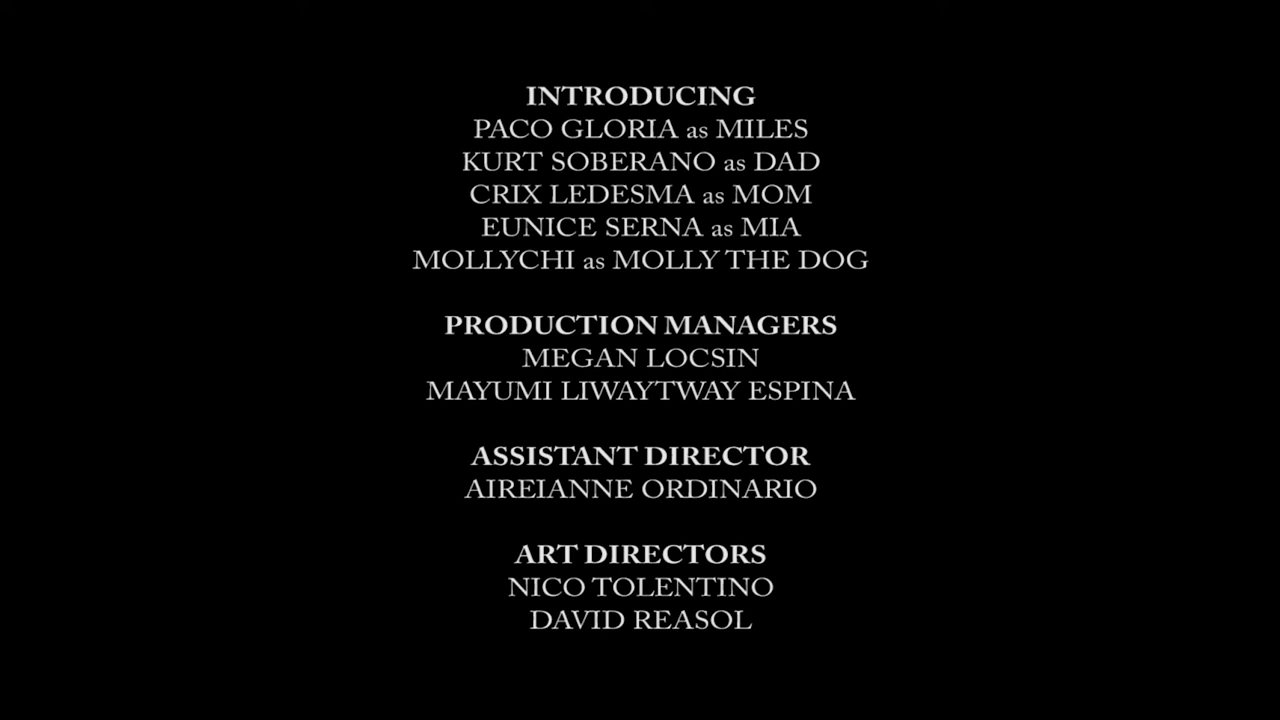 INTRODUCING
PACO GLORIA as MILES
KURT SOBERANO as DAD
CRIX LEDESMA as MOM
EUNICE SERNA as MIA
MOLLYCHI as MOLLY THE DOG
PRODUCTION MANAGERS
MEGAN LOCSIN
MAYUMI LIWAYTWAY ESPINA
ASSISTANT DIRECTOR
AIREIANNE ORDINARIO
ART DIRECTORS
NICO TOLENTINO
DAVID REASOL